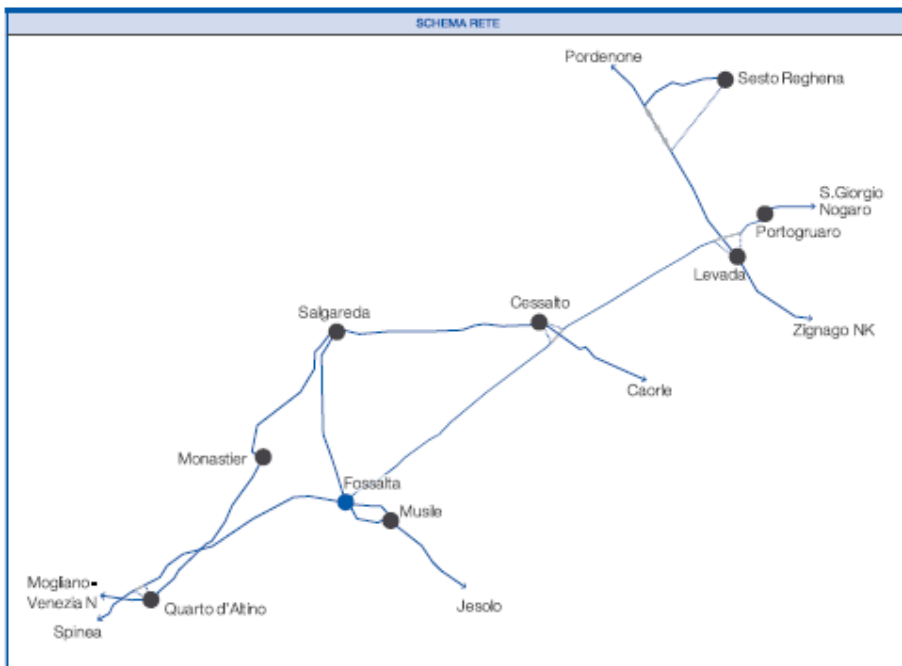 SCHEMA RETE
Pordenone
Sesto Reghena
S.Giorgio
Nogaro
Portogruaro
Levada
Cessalto
Salgareda
Zignago NK
Caorle
Monastier
Fossalta
Musile
Mogliano-
Venezia N
Quarto d'Altino
Jesolo
Spinea